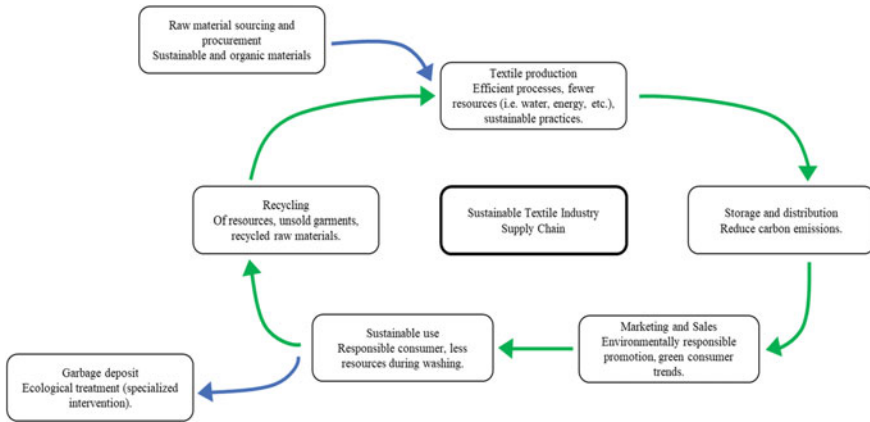 Raw material sourcing and
procurement
Sustainable and organic materials
Textile production
Efficient processes, fewer
resources (i.e. water, energy, etc.),
sustainable practices.
Recycling
Of resources, unsold garments,
recycled raw materials.
Sustainable Textile Industry
Supply Chain
Storage and distribution
Reduce carbon emissions.
Marketing and Sales
Environmentally responsible
promotion, green consumer
trends.
Sustainable use
Responsible consumer, less
resources during washing.
Garbage deposit
Ecological treatment (specialized
intervention).